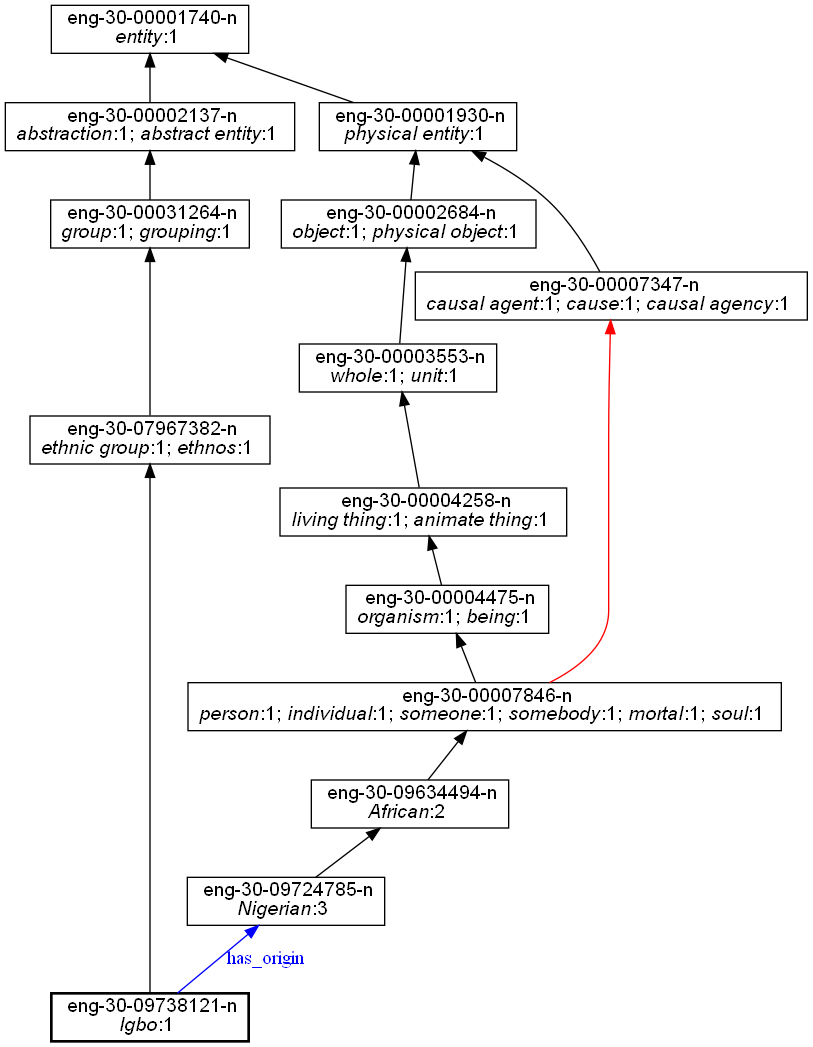 eng-30-00001740-n
entity:1
eng-30-00002137-n
abstraction:1; abstract entity:1
eng-30-00001930-n
physical entity:1
eng-30-00031264-n
group:1; grouping:1
eng-30-00002684-n
object:1; physical object:1
eng-30-00007347-n
causal agent:1; cause:1; causal agency:1
eng-30-00003553-n
whole:1; unit:1
eng-30-07967382-n
ethnic group:1; ethnos:1
eng-30-00004258-n
living thing:1; animate thing:1
eng-30-00004475-n
organism:1; being:1
eng-30-00007846-n
person:1; individual:1; someone:1; somebody:1; mortal:1; soul:1
eng-30-09634494-n
African:2
eng-30-09724785-n
Nigerian:3
has_origin
eng-30-09738121-n
Igbo:1